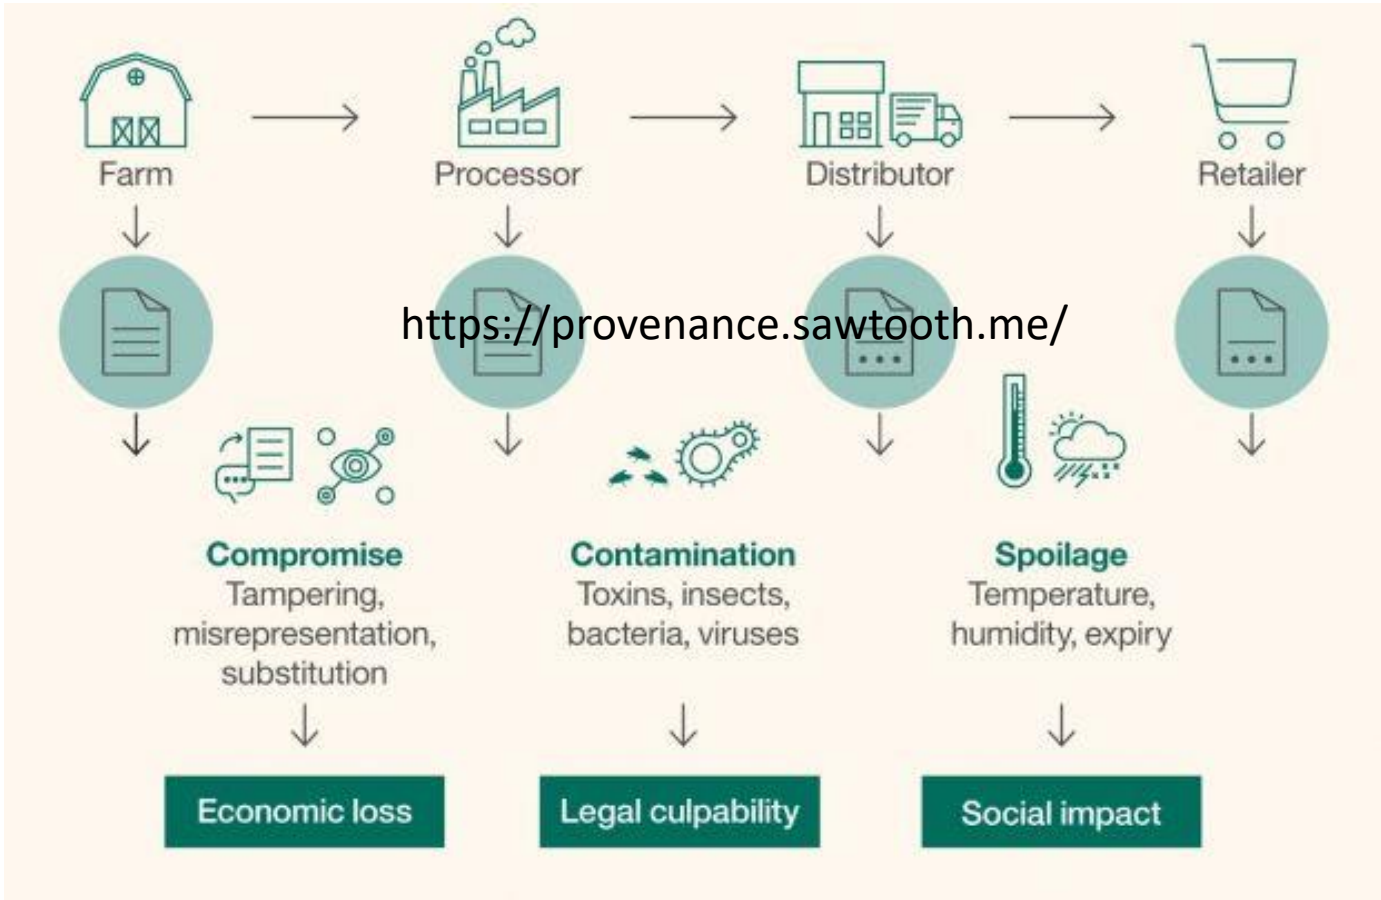 Farm
Processor
Distributor
Retailer
https://provenance.sawtooth.me/
Compromise
Tampering,
misrepresentation,
substitution
Contamination
Toxins, insects,
bacteria, viruses
Spoilage
Temperature,
humidity, expiry
Economic loss
Legal culpability
Social impact